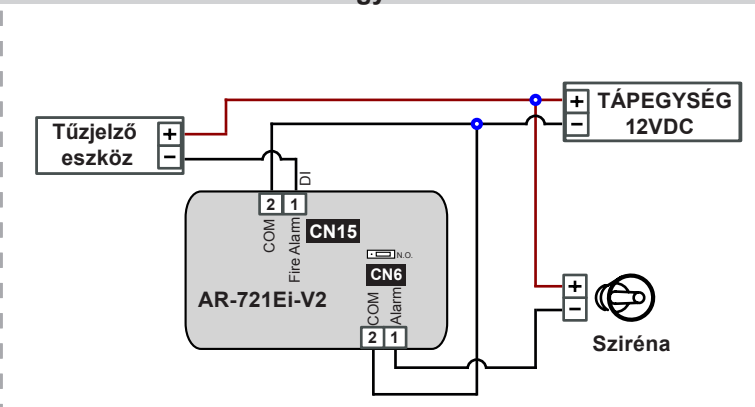 gy
+ TÁPEGYSÉG
− 12VDC
Tűzjelző +
eszköz −
DI
2 1
COM
Fire Alarm
CN15
N.O.
CN6
AR-721Ei-V2
COM
Alarm
2 1
+
−
Sziréna